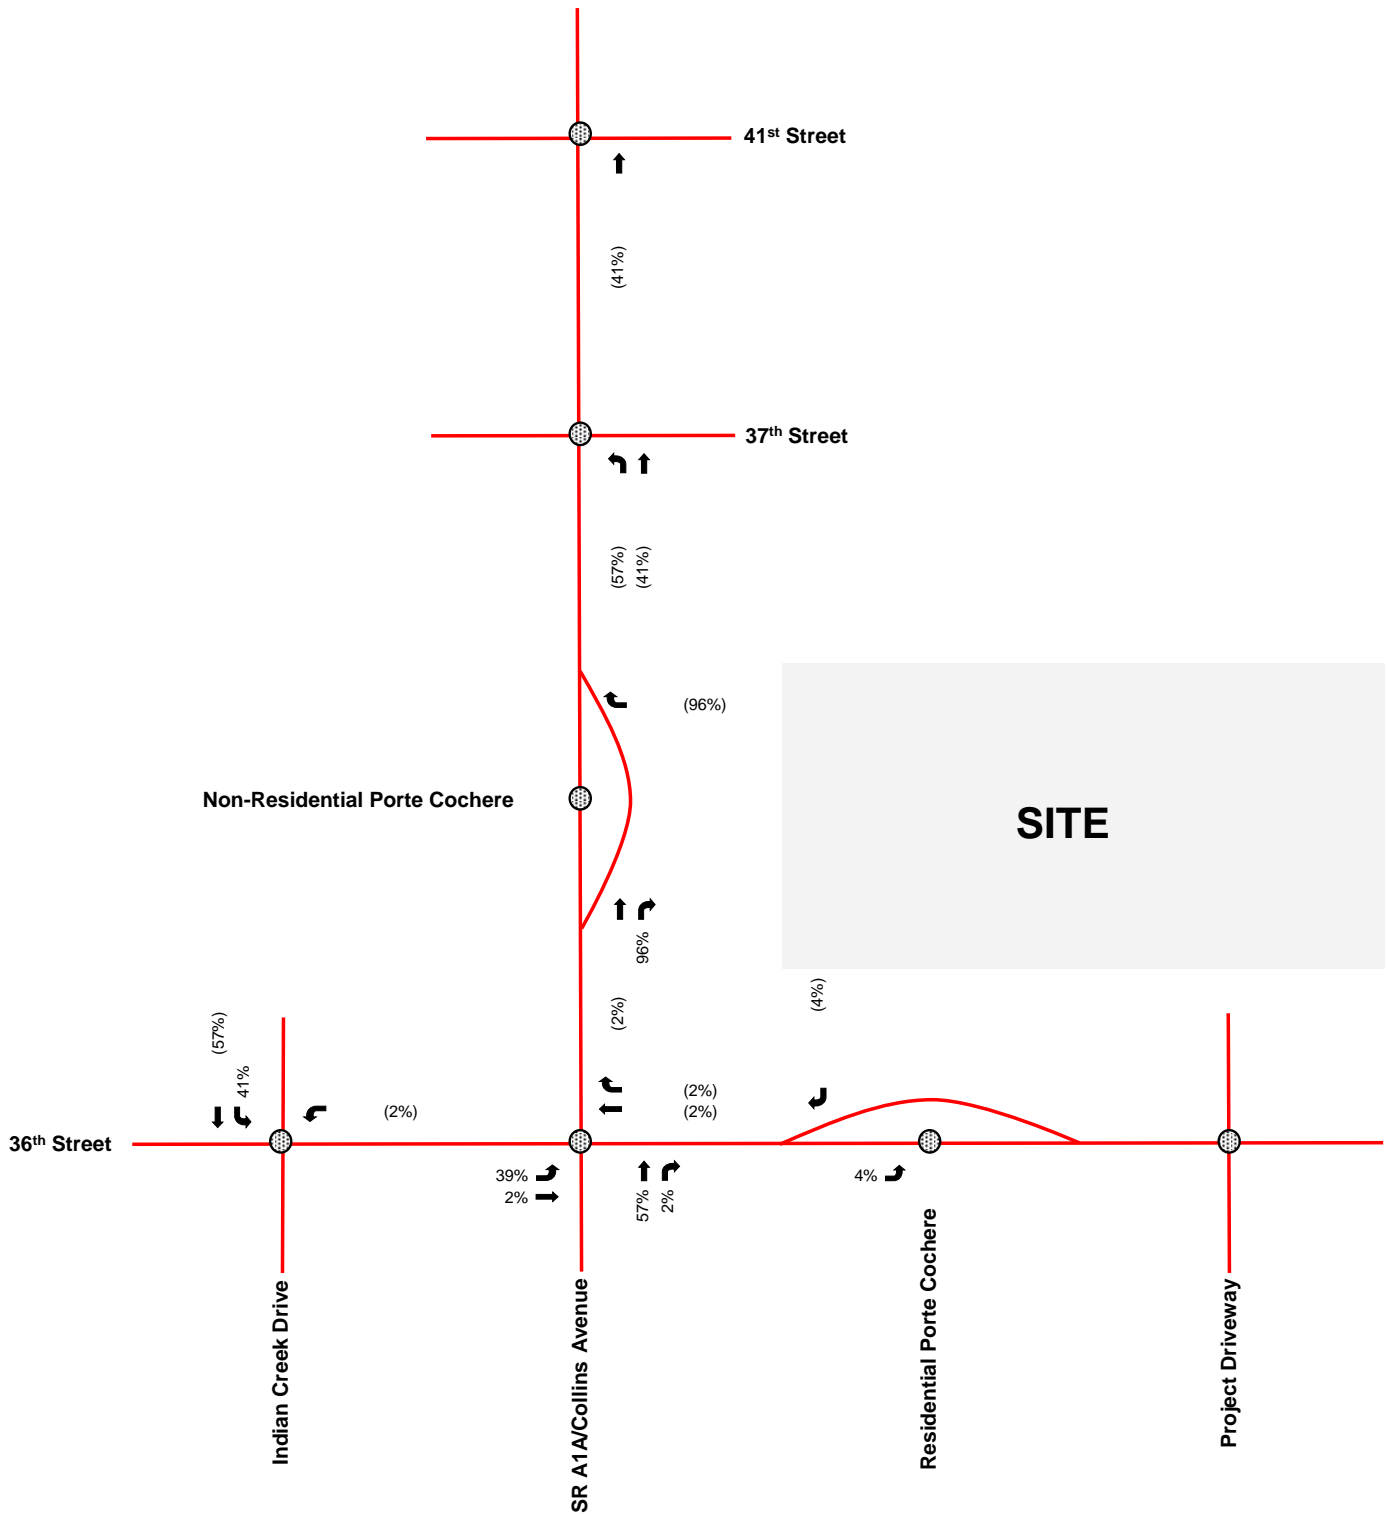 41st Street
(41%)
37th Street
(57%)
(41%)
(96%)
Non-Residential Porte Cochere
SITE
96%
(2%)
(4%)
(57%)
41%
(2%)
(2%)
(2%)
36th Street
39%
2%
57%
2%
4%
Indian Creek Drive
SR A1A/Collins Avenue
Residential Porte Cochere
Project Driveway